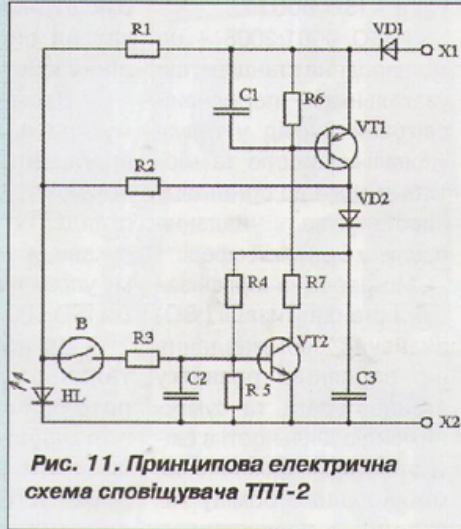 R1
VD1
X1
C1
R6
VT1
R2
VD2
R4
R7
B
R3
VT2
HL
C2
R5
C3
X2
Рис. 11. Принципова електрична
схема сповіщувача ТПТ-2